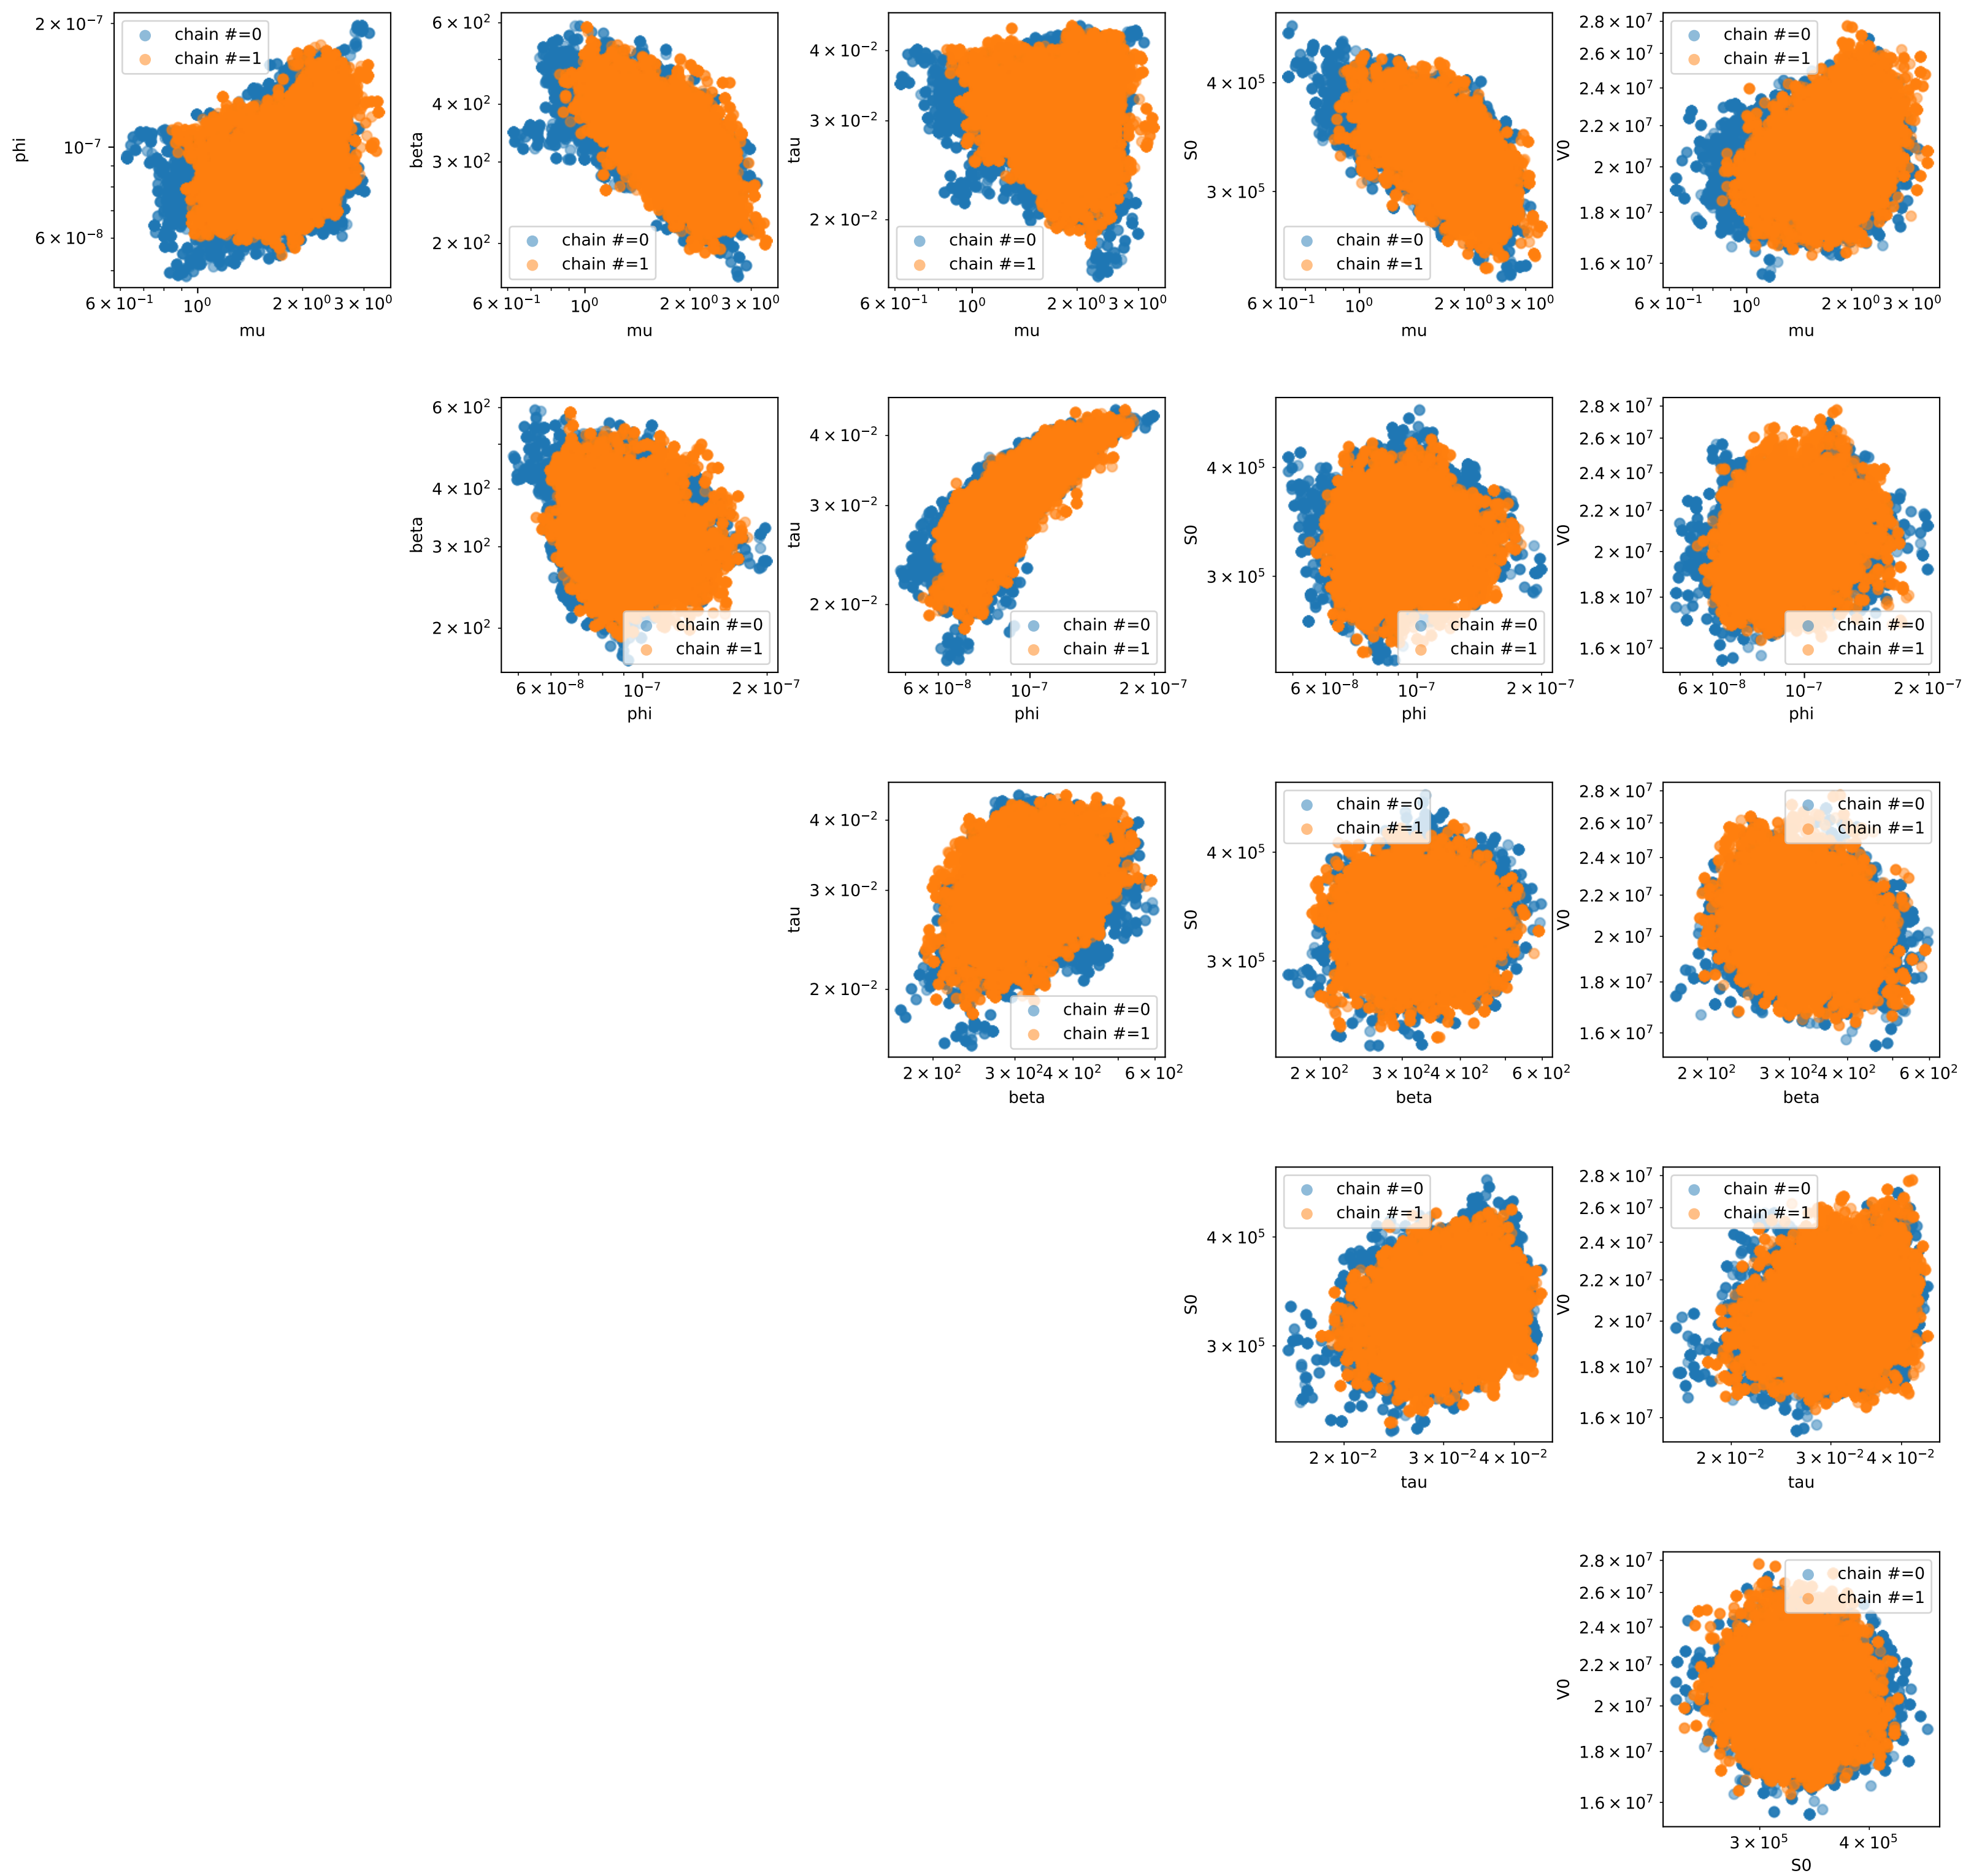 2 × 10⁻⁷
10⁻⁷
6 × 10⁻⁸
phi
chain #=0
chain #=1
6 × 10⁻¹ 10⁰ 2 × 10⁰ 3 × 10⁰
mu
6 × 10²
4 × 10²
3 × 10²
2 × 10²
beta
chain #=0
chain #=1
6 × 10⁻¹ 10⁰ 2 × 10⁰ 3 × 10⁰
mu
4 × 10⁻²
3 × 10⁻²
2 × 10⁻²
tau
chain #=0
chain #=1
6 × 10⁻¹ 10⁰ 2 × 10⁰ 3 × 10⁰
mu
4 × 10⁵
3 × 10⁵
S0
chain #=0
chain #=1
6 × 10⁻¹ 10⁰ 2 × 10⁰ 3 × 10⁰
mu
2.8 × 10⁷
2.6 × 10⁷
2.4 × 10⁷
2.2 × 10⁷
2 × 10⁷
1.8 × 10⁷
1.6 × 10⁷
V0
chain #=0
chain #=1
6 × 10⁻¹ 10⁰ 2 × 10⁰ 3 × 10⁰
mu
6 × 10²
4 × 10²
3 × 10²
2 × 10²
beta
chain #=0
chain #=1
6 × 10⁻⁸ 10⁻⁷ 2 × 10⁻⁷
phi
4 × 10⁻²
3 × 10⁻²
2 × 10⁻²
tau
chain #=0
chain #=1
6 × 10⁻⁸ 10⁻⁷ 2 × 10⁻⁷
phi
4 × 10⁵
3 × 10⁵
S0
chain #=0
chain #=1
6 × 10⁻⁸ 10⁻⁷ 2 × 10⁻⁷
phi
2.8 × 10⁷
2.6 × 10⁷
2.4 × 10⁷
2.2 × 10⁷
2 × 10⁷
1.8 × 10⁷
1.6 × 10⁷
V0
chain #=0
chain #=1
6 × 10⁻⁸ 10⁻⁷ 2 × 10⁻⁷
phi
4 × 10⁻²
3 × 10⁻²
2 × 10⁻²
tau
chain #=0
chain #=1
2 × 10² 3 × 10² 4 × 10² 6 × 10²
beta
4 × 10⁵
3 × 10⁵
S0
chain #=0
chain #=1
2 × 10² 3 × 10² 4 × 10² 6 × 10²
beta
2.8 × 10⁷
2.6 × 10⁷
2.4 × 10⁷
2.2 × 10⁷
2 × 10⁷
1.8 × 10⁷
1.6 × 10⁷
V0
chain #=0
chain #=1
2 × 10² 3 × 10² 4 × 10² 6 × 10²
beta
4 × 10⁵
3 × 10⁵
S0
chain #=0
chain #=1
2 × 10⁻² 3 × 10⁻² 4 × 10⁻²
tau
2.8 × 10⁷
2.6 × 10⁷
2.4 × 10⁷
2.2 × 10⁷
2 × 10⁷
1.8 × 10⁷
1.6 × 10⁷
V0
chain #=0
chain #=1
2 × 10⁻² 3 × 10⁻² 4 × 10⁻²
tau
2.8 × 10⁷
2.6 × 10⁷
2.4 × 10⁷
2.2 × 10⁷
2 × 10⁷
1.8 × 10⁷
1.6 × 10⁷
V0
chain #=0
chain #=1
3 × 10⁵ 4 × 10⁵
S0